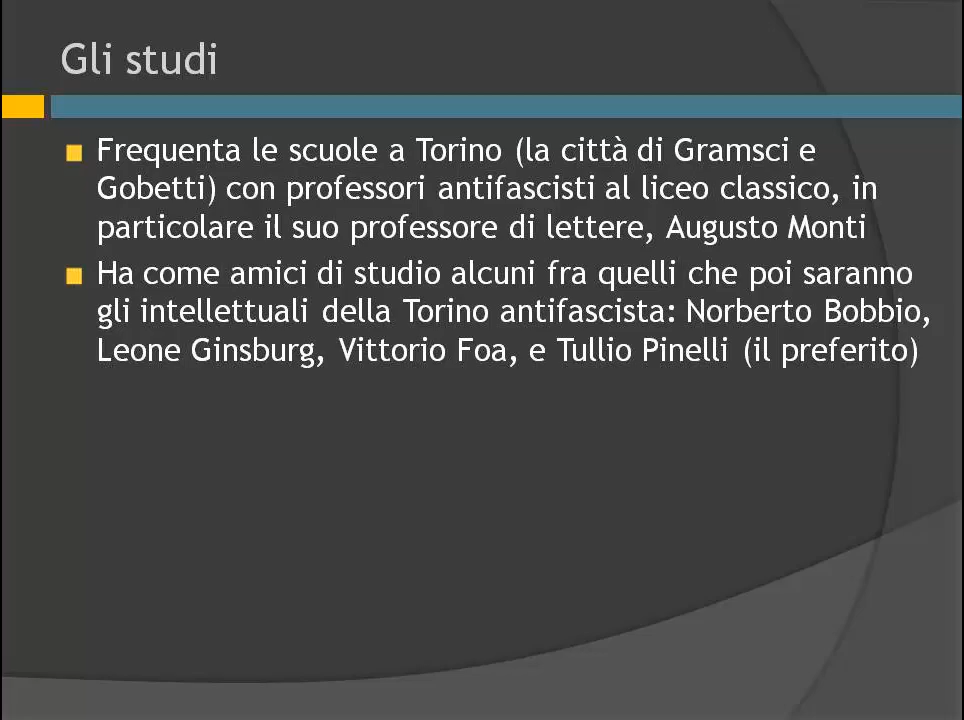 Gli studi
Frequenta le scuole a Torino (la città di Gramsci e
Gobetti) con professori antifascisti al liceo classico, in
particolare il suo professore di lettere, Augusto Monti
Ha come amici di studio alcuni fra quelli che poi saranno
gli intellettuali della Torino antifascista: Norberto Bobbio,
Leone Ginsburg, Vittorio Foa, e Tullio Pinelli (il preferito)